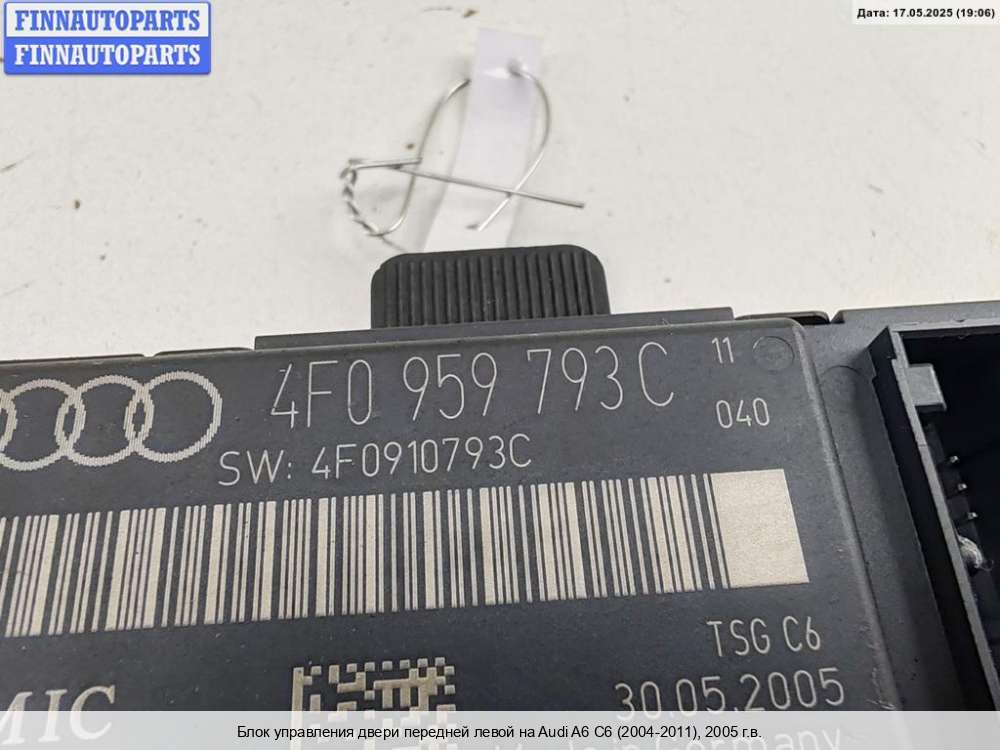 FINNAUTOPARTS
FINNAUTOPARTS
Дата: 17.05.2025 (19:06)
4F0 959 793C 11
040
SW: 4F0910793C
TSG C6
30.05.2005
MIC
Germany
Блок управления двери передней левой на Audi A6 C6 (2004-2011), 2005 г.в.